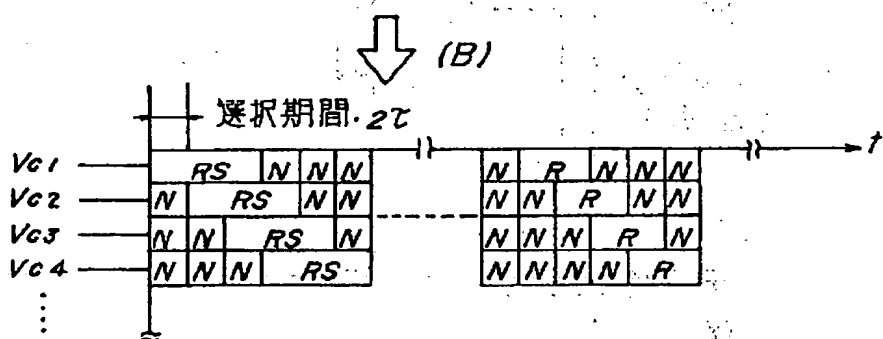 (B)
選択期間・2τ
t
Vc1 RS N N N N R N N N
Vc2 N RS N N N N R N N
Vc3 N N RS N N N N R N
Vc4 N N N RS N N N N R